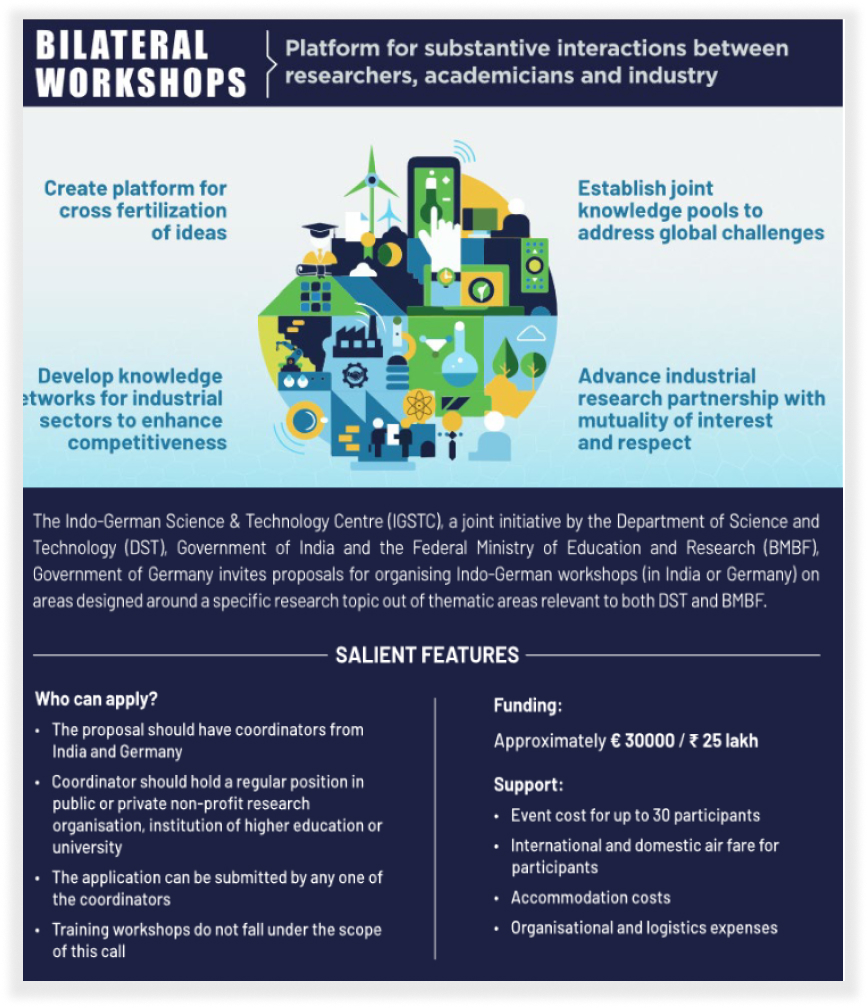 BILATERAL
WORKSHOPS
Platform for substantive interactions between
researchers, academicians and industry
Create platform for
cross fertilization
of ideas
Establish joint
knowledge pools to
address global challenges
Develop knowledge
etworks for industrial
sectors to enhance
competitiveness
Advance industrial
research partnership with
mutuality of interest
and respect
The Indo-German Science & Technology Centre (IGSTC), a joint initiative by the Department of Science and
Technology (DST), Government of India and the Federal Ministry of Education and Research (BMBF),
Government of Germany invites proposals for organising Indo-German workshops (in India or Germany) on
areas designed around a specific research topic out of thematic areas relevant to both DST and BMBF.
SALIENT FEATURES
Who can apply?
• The proposal should have coordinators from
India and Germany
• Coordinator should hold a regular position in
public or private non-profit research
organisation, institution of higher education or
university
• The application can be submitted by any one of
the coordinators
• Training workshops do not fall under the scope
of this call
Funding:
Approximately € 30000 / ₹ 25 lakh
Support:
• Event cost for up to 30 participants
• International and domestic air fare for
participants
• Accommodation costs
• Organisational and logistics expenses